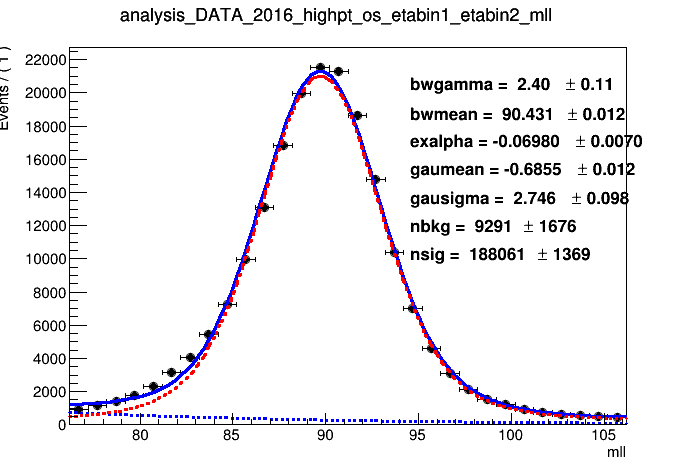 analysis_DATA_2016_highpt_os_etabin1_etabin2_mll
Events / ( 1 )
22000
20000
18000
16000
14000
12000
10000
8000
6000
4000
2000
0
bwgamma = 2.40 ± 0.11
bwmean = 90.431 ± 0.012
exalpha = -0.06980 ± 0.0070
gaumean = -0.6855 ± 0.012
gausigma = 2.746 ± 0.098
nbkg = 9291 ± 1676
nsig = 188061 ± 1369
80 85 90 95 100 105
mll